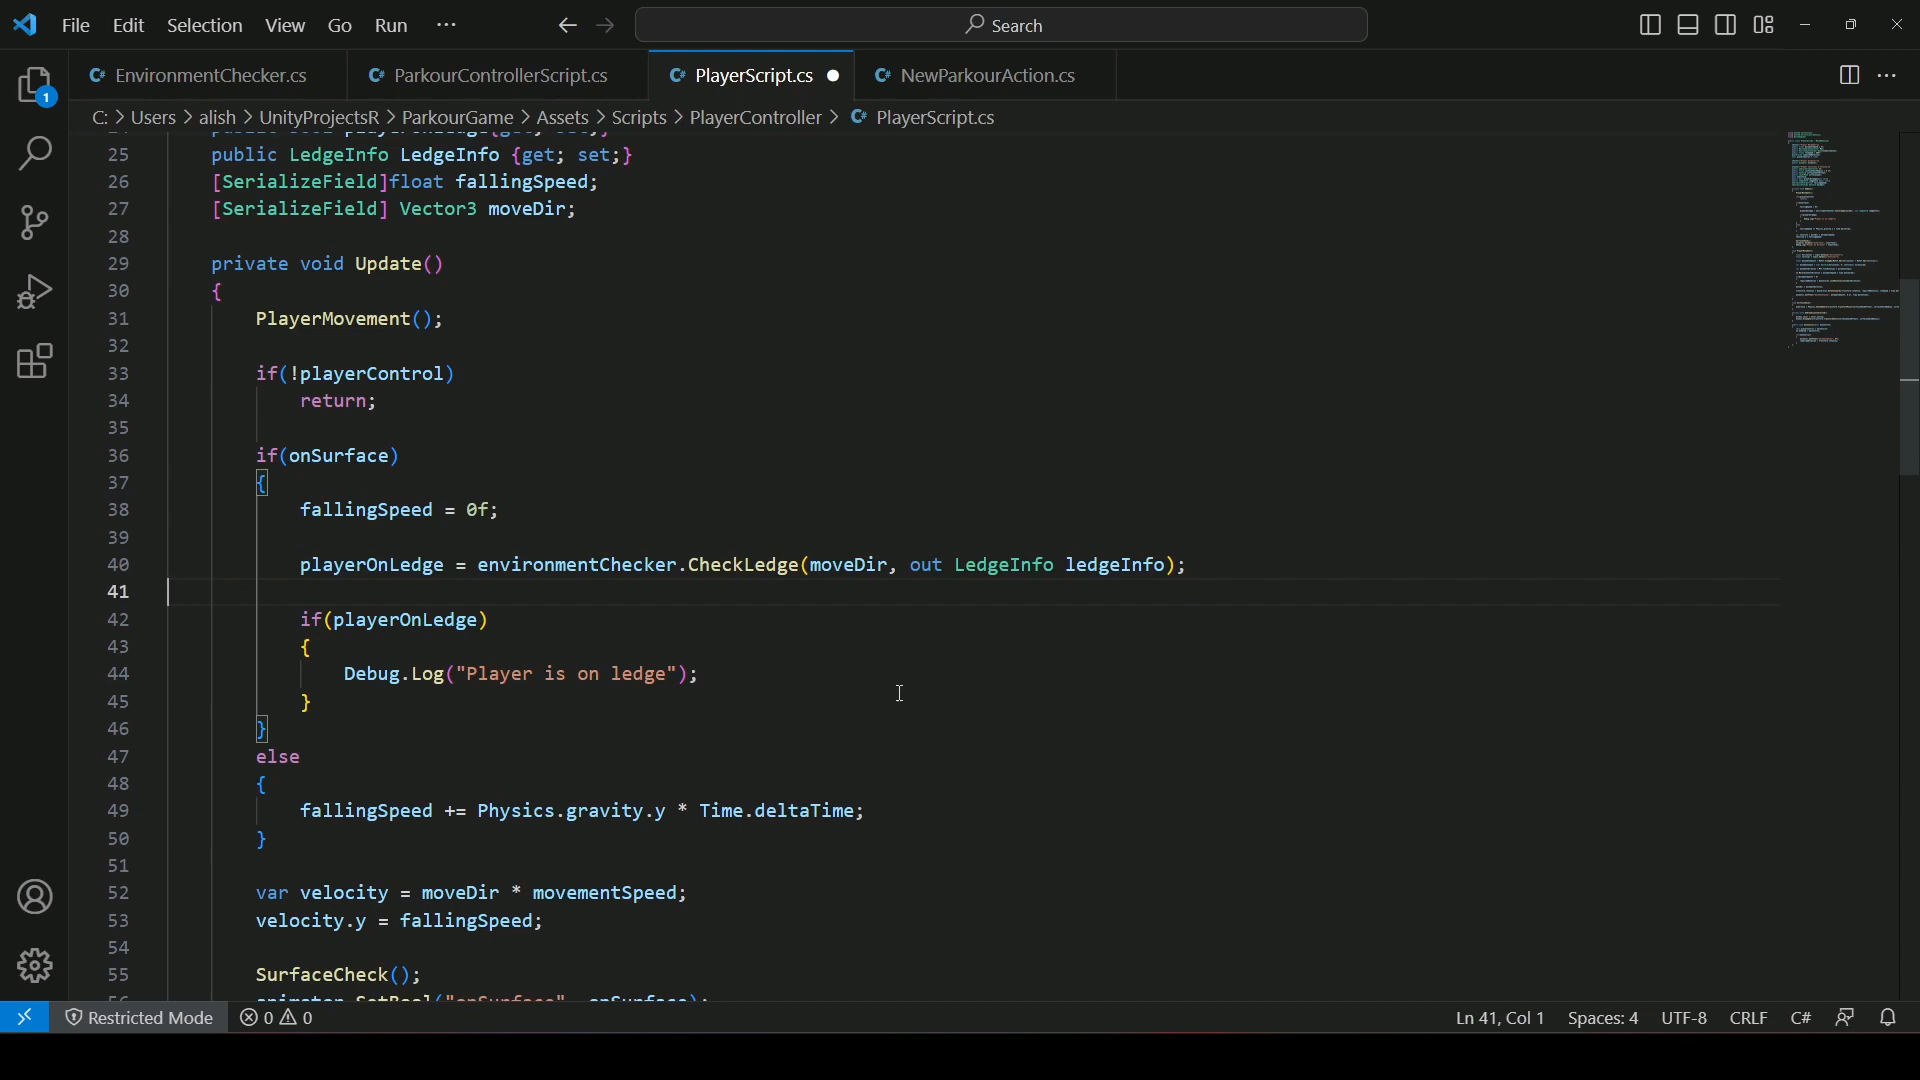 File Edit Selection View Go Run ··· Search
EnvironmentChecker.cs ParkourControllerScript.cs PlayerScript.cs NewParkourAction.cs
C: > Users > alish > UnityProjectsR > ParkourGame > Assets > Scripts > PlayerController > PlayerScript.cs
25 public LedgeInfo LedgeInfo {get; set;}
26 [SerializeField]float fallingSpeed;
27 [SerializeField] Vector3 moveDir;
28
29 private void Update()
30 {
31 PlayerMovement();
32
33 if(!playerControl)
34 return;
35
36 if(onSurface)
37 {
38 fallingSpeed = 0f;
39
40 playerOnLedge = environmentChecker.CheckLedge(moveDir, out LedgeInfo ledgeInfo);
41
42 if(playerOnLedge)
43 {
44 Debug.Log("Player is on ledge");
45 }
46 }
47 else
48 {
49 fallingSpeed += Physics.gravity.y * Time.deltaTime;
50 }
51
52 var velocity = moveDir * movementSpeed;
53 velocity.y = fallingSpeed;
54
55 SurfaceCheck();
1
Restricted Mode 0 0 Ln 41, Col 1 Spaces: 4 UTF-8 CRLF C#